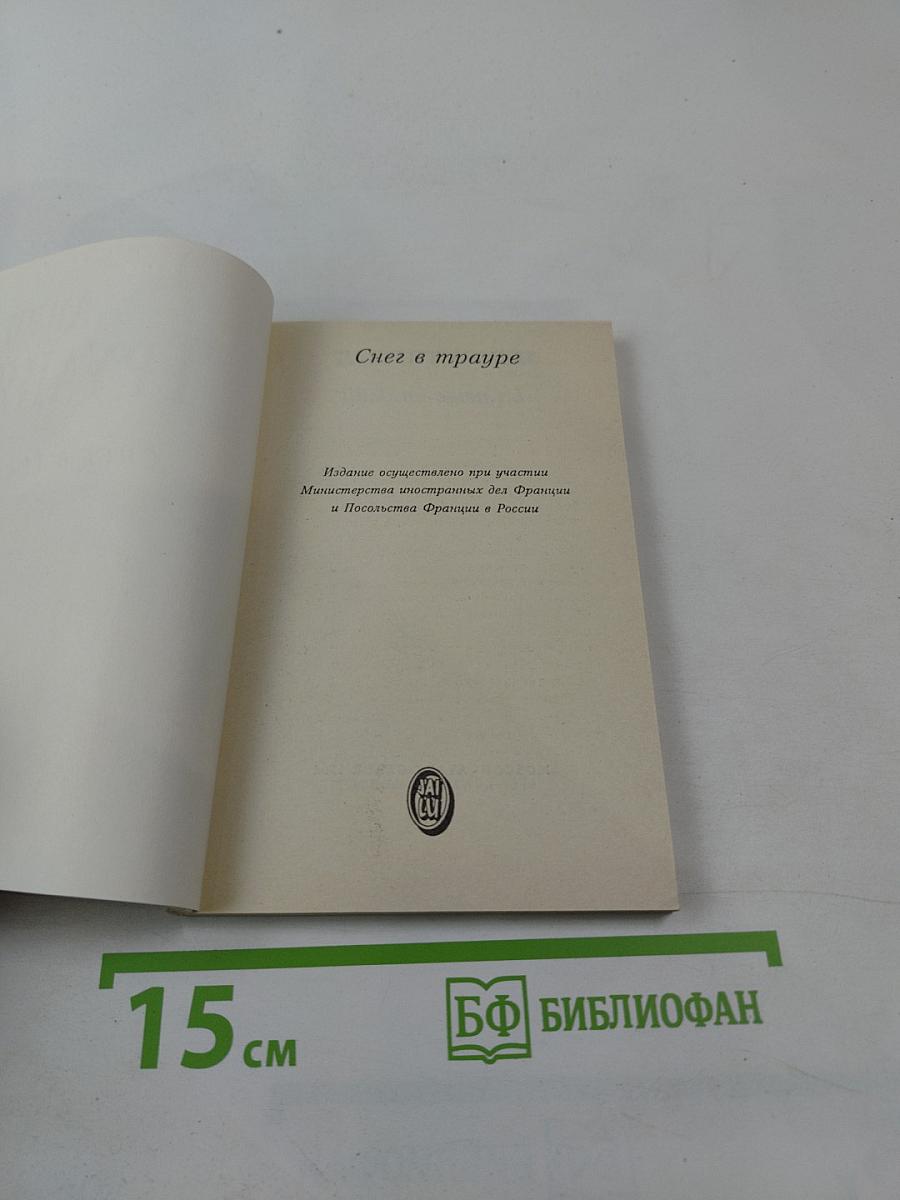 Снег в трауре
Издание осуществлено при участии
Министерства иностранных дел Франции
и Посольства Франции в России
J'AI
LU
15 см
БФ БИБЛИОФАН